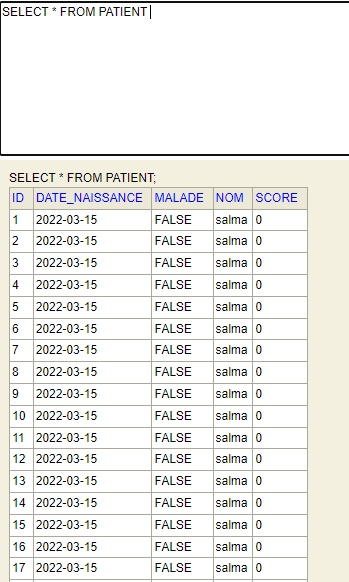 SELECT * FROM PATIENT
SELECT * FROM PATIENT;
ID DATE_NAISSANCE MALADE NOM SCORE
1 2022-03-15 FALSE salma 0
2 2022-03-15 FALSE salma 0
3 2022-03-15 FALSE salma 0
4 2022-03-15 FALSE salma 0
5 2022-03-15 FALSE salma 0
6 2022-03-15 FALSE salma 0
7 2022-03-15 FALSE salma 0
8 2022-03-15 FALSE salma 0
9 2022-03-15 FALSE salma 0
10 2022-03-15 FALSE salma 0
11 2022-03-15 FALSE salma 0
12 2022-03-15 FALSE salma 0
13 2022-03-15 FALSE salma 0
14 2022-03-15 FALSE salma 0
15 2022-03-15 FALSE salma 0
16 2022-03-15 FALSE salma 0
17 2022-03-15 FALSE salma 0